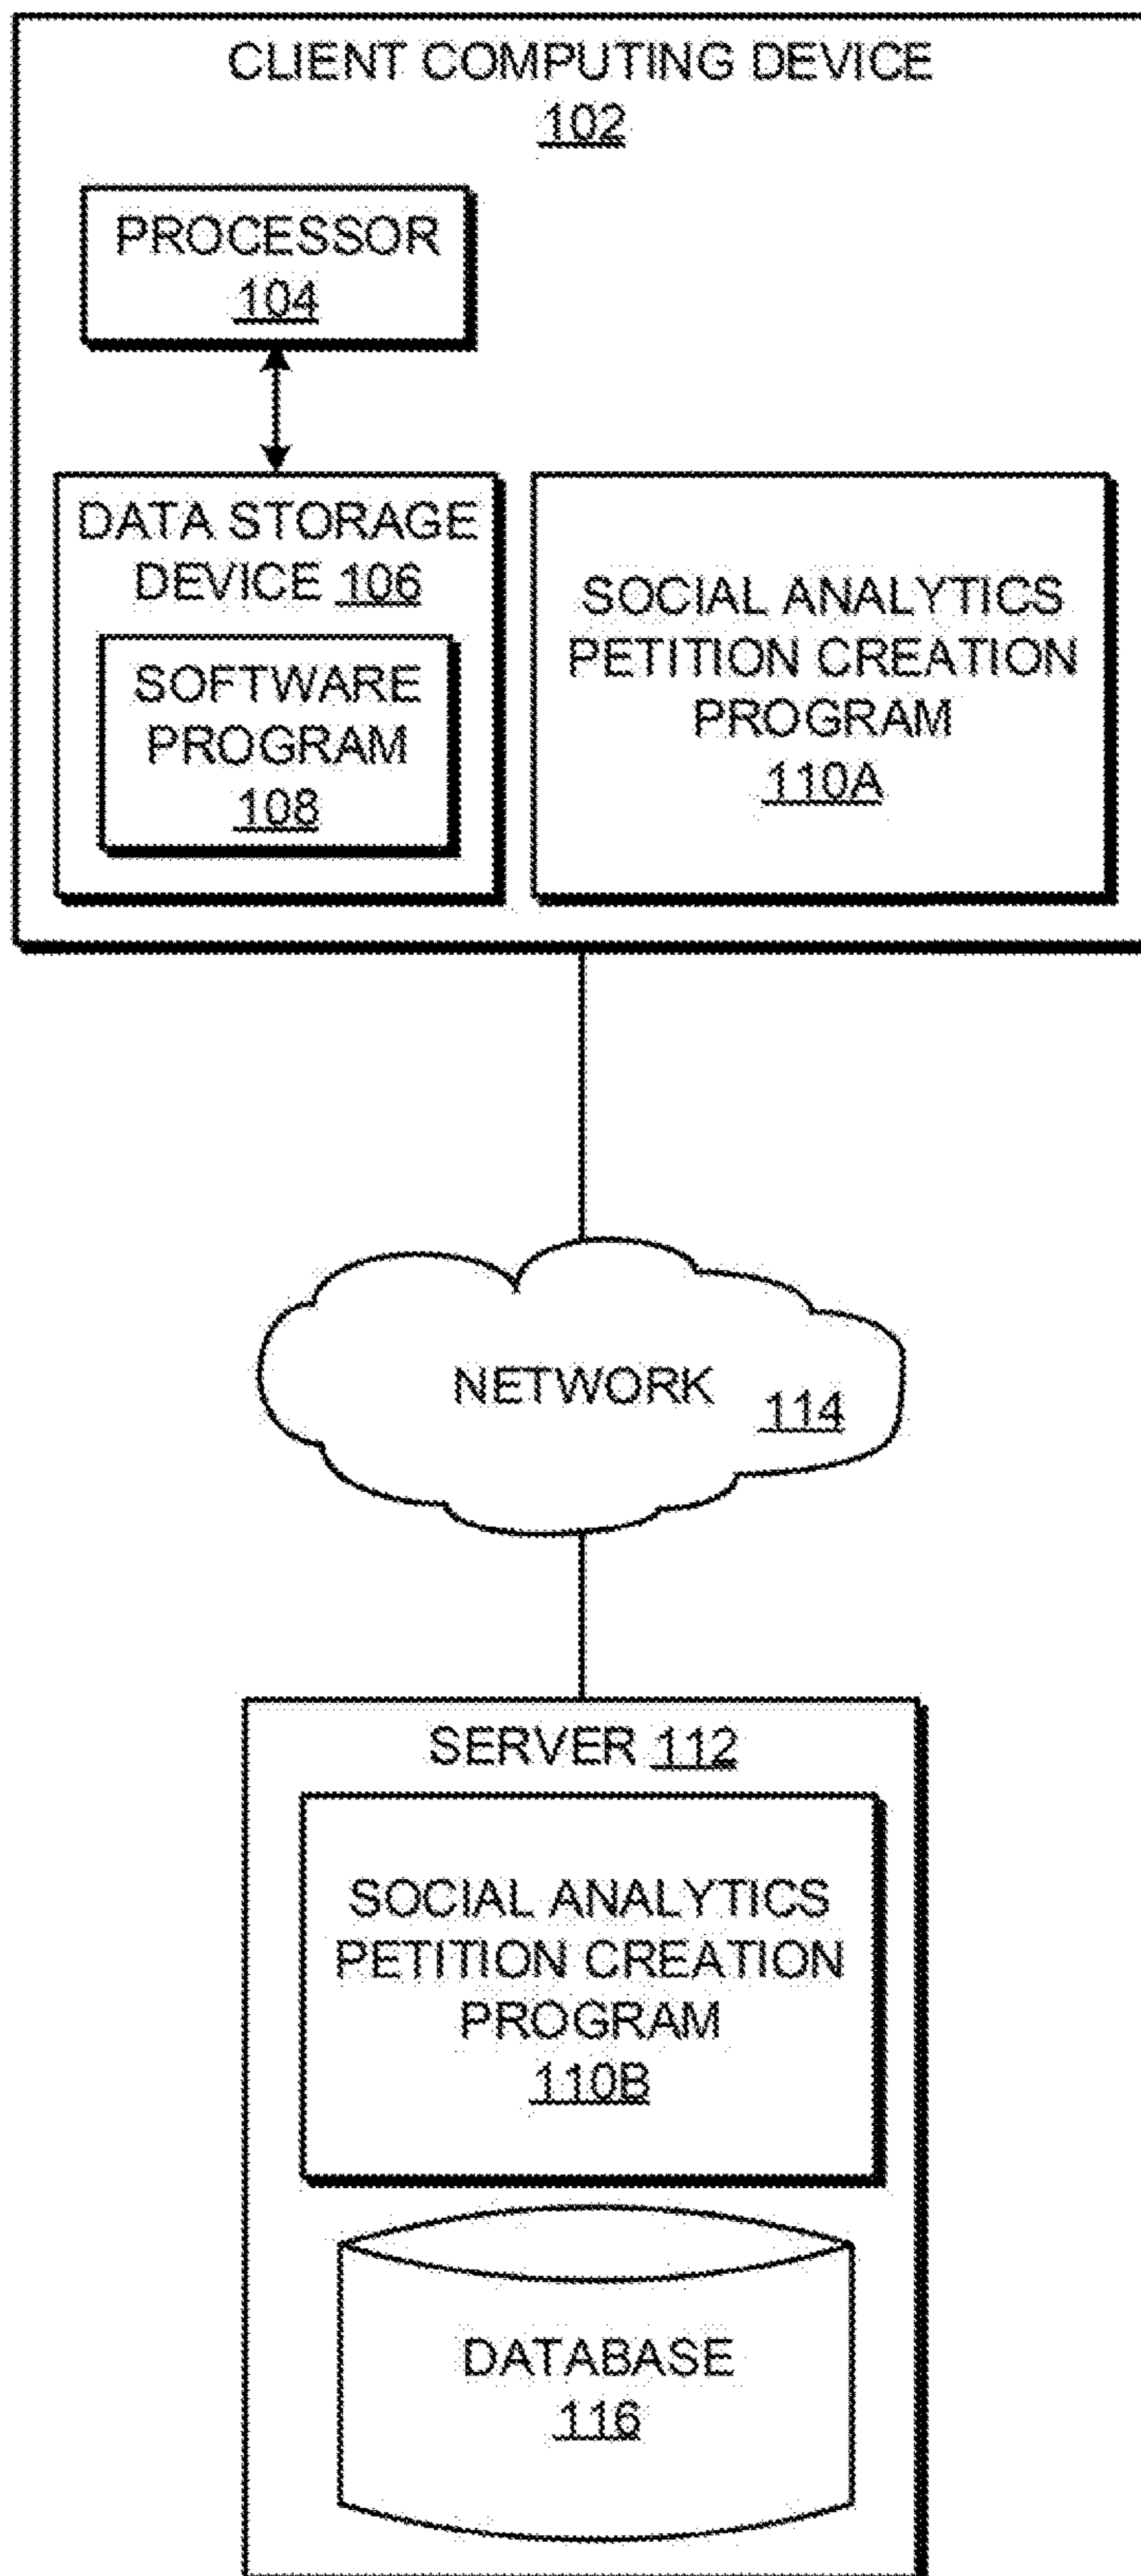 CLIENT COMPUTING DEVICE
102
PROCESSOR
104
DATA STORAGE
DEVICE 106
SOFTWARE
PROGRAM
108
SOCIAL ANALYTICS
PETITION CREATION
PROGRAM
110A
NETWORK 114
SERVER 112
SOCIAL ANALYTICS
PETITION CREATION
PROGRAM
110B
DATABASE
116